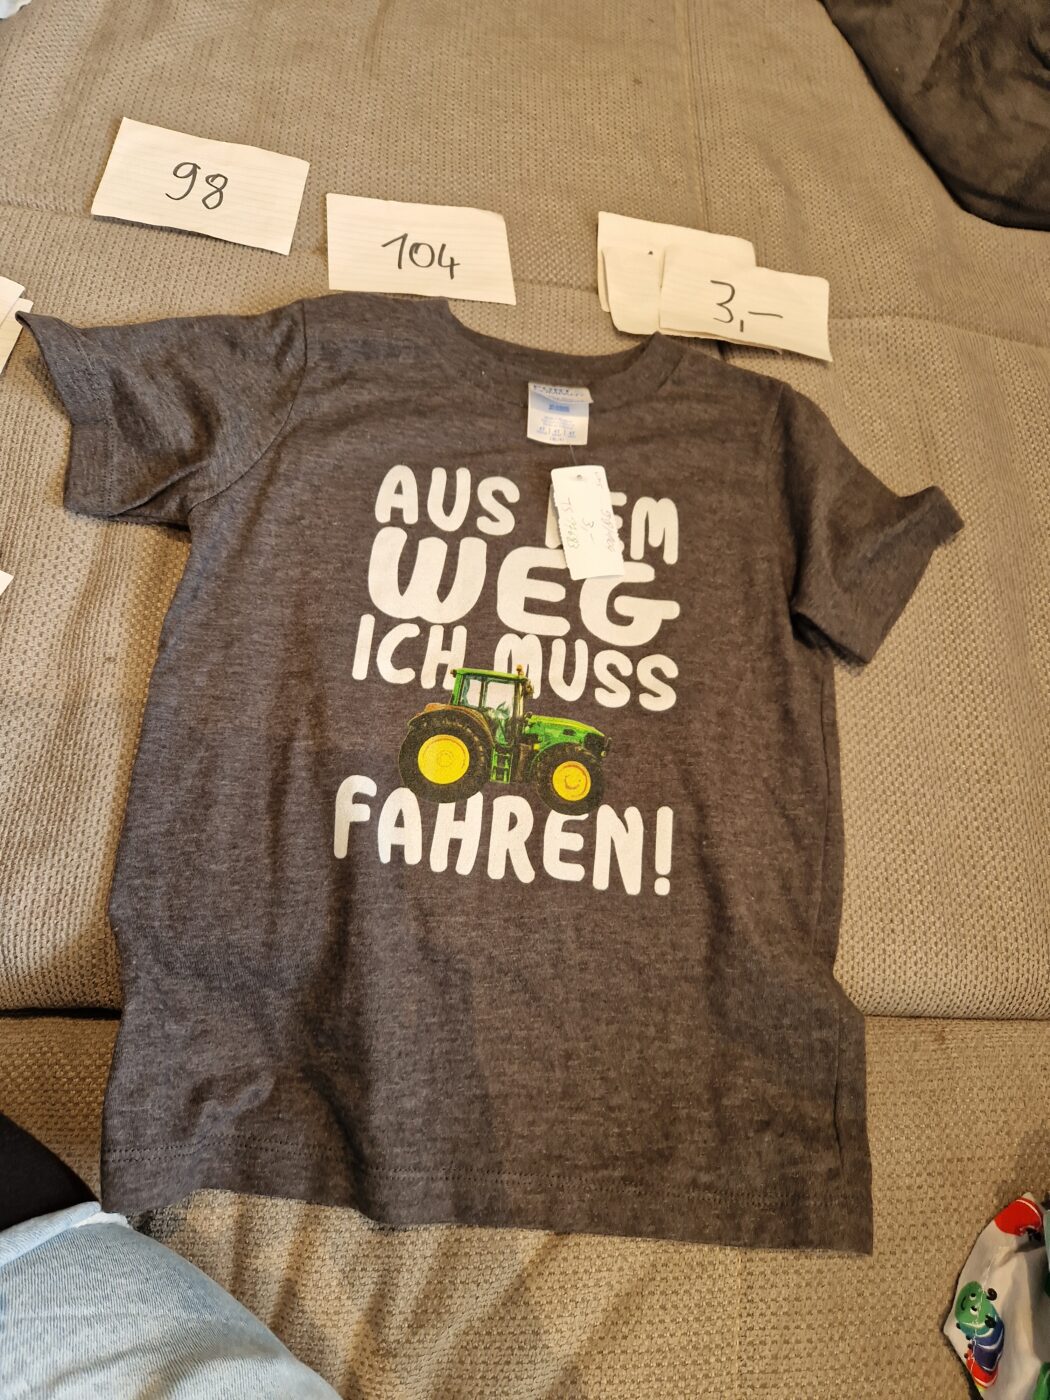 98
104
3,-
AUS
WEG
ICH MUSS
FAHREN!